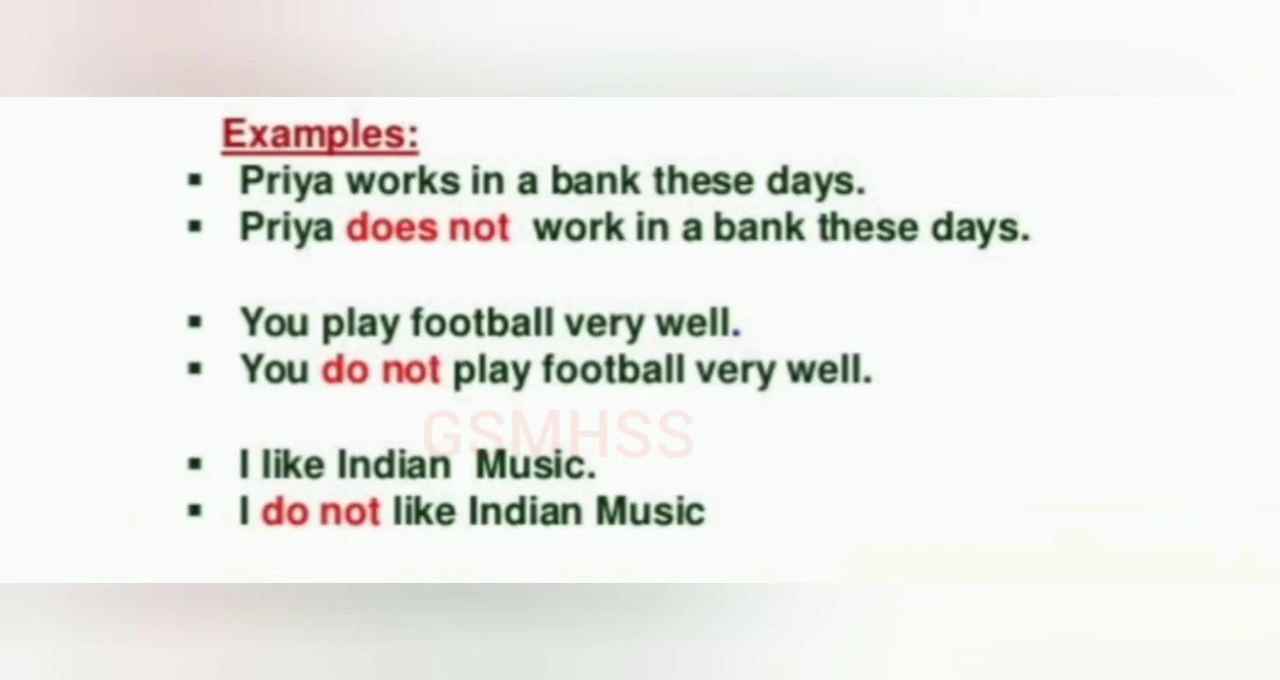 Examples:
▪ Priya works in a bank these days.
▪ Priya does not work in a bank these days.
▪ You play football very well.
▪ You do not play football very well.
GSMHSS
▪ I like Indian Music.
▪ I do not like Indian Music